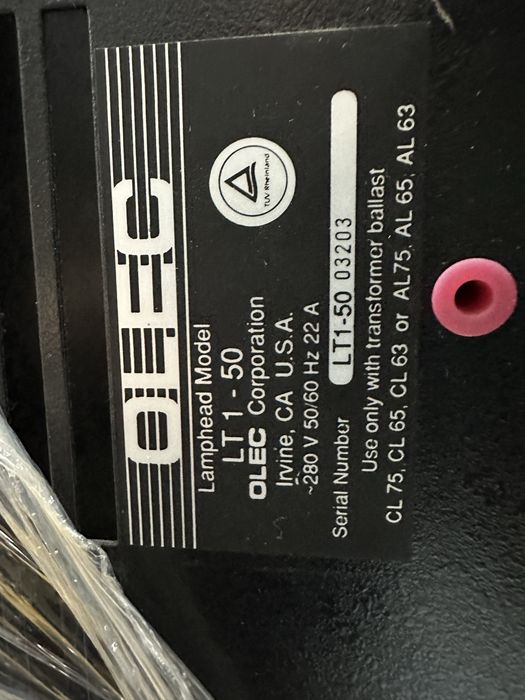 OLEC
Lamphead Model
LT 1 - 50
TÜV Rheinland
OLEC Corporation
Irvine, CA U.S.A.
~280 V 50/60 Hz 22 A
Serial Number LT1-50 03203
Use only with transformer ballast
CL 75, CL 65, CL 63 or AL75, AL 65, AL 63